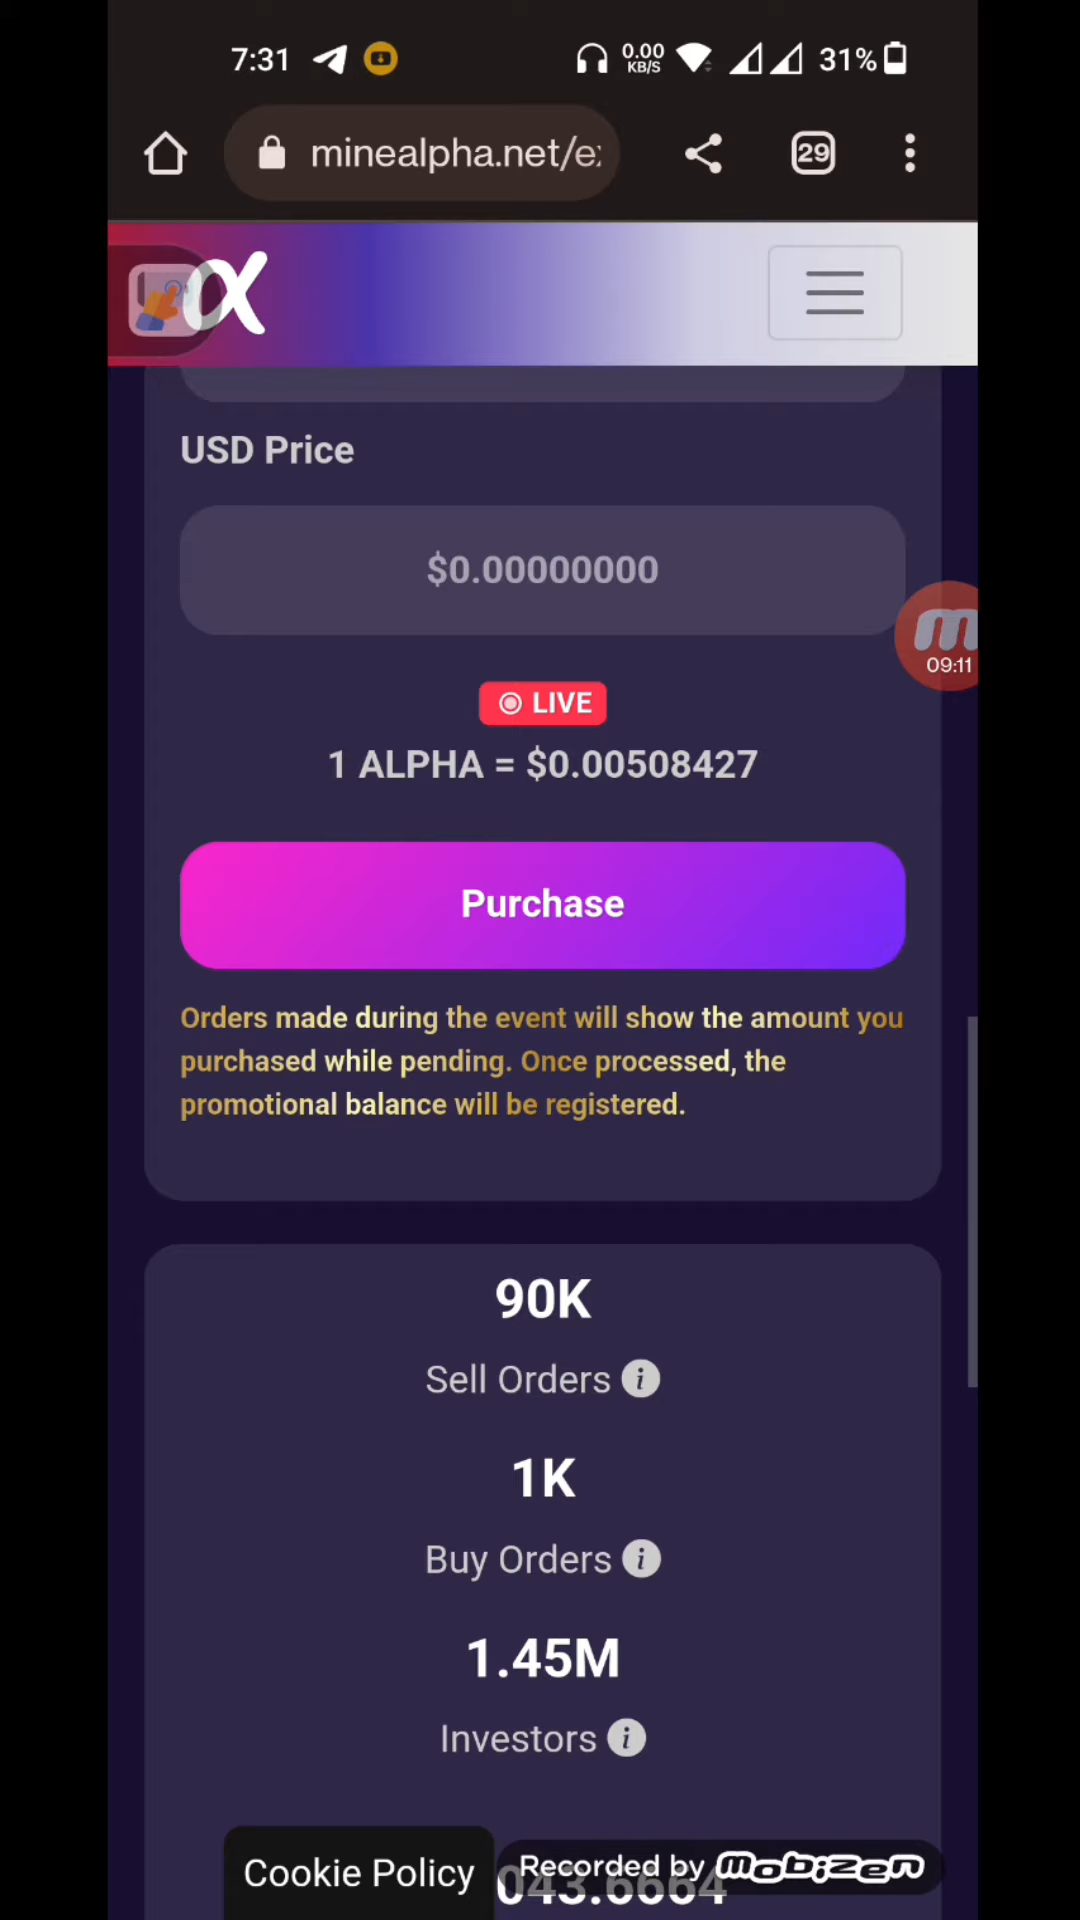 7:31 0.00 KB/S 31%
minealpha.net/e
29
α
USD Price
$0.00000000
09:11
LIVE
1 ALPHA = $0.00508427
Purchase
Orders made during the event will show the amount you
purchased while pending. Once processed, the
promotional balance will be registered.
90K
Sell Orders
1K
Buy Orders
1.45M
Investors
Cookie Policy
Recorded by mobizen
043.6664